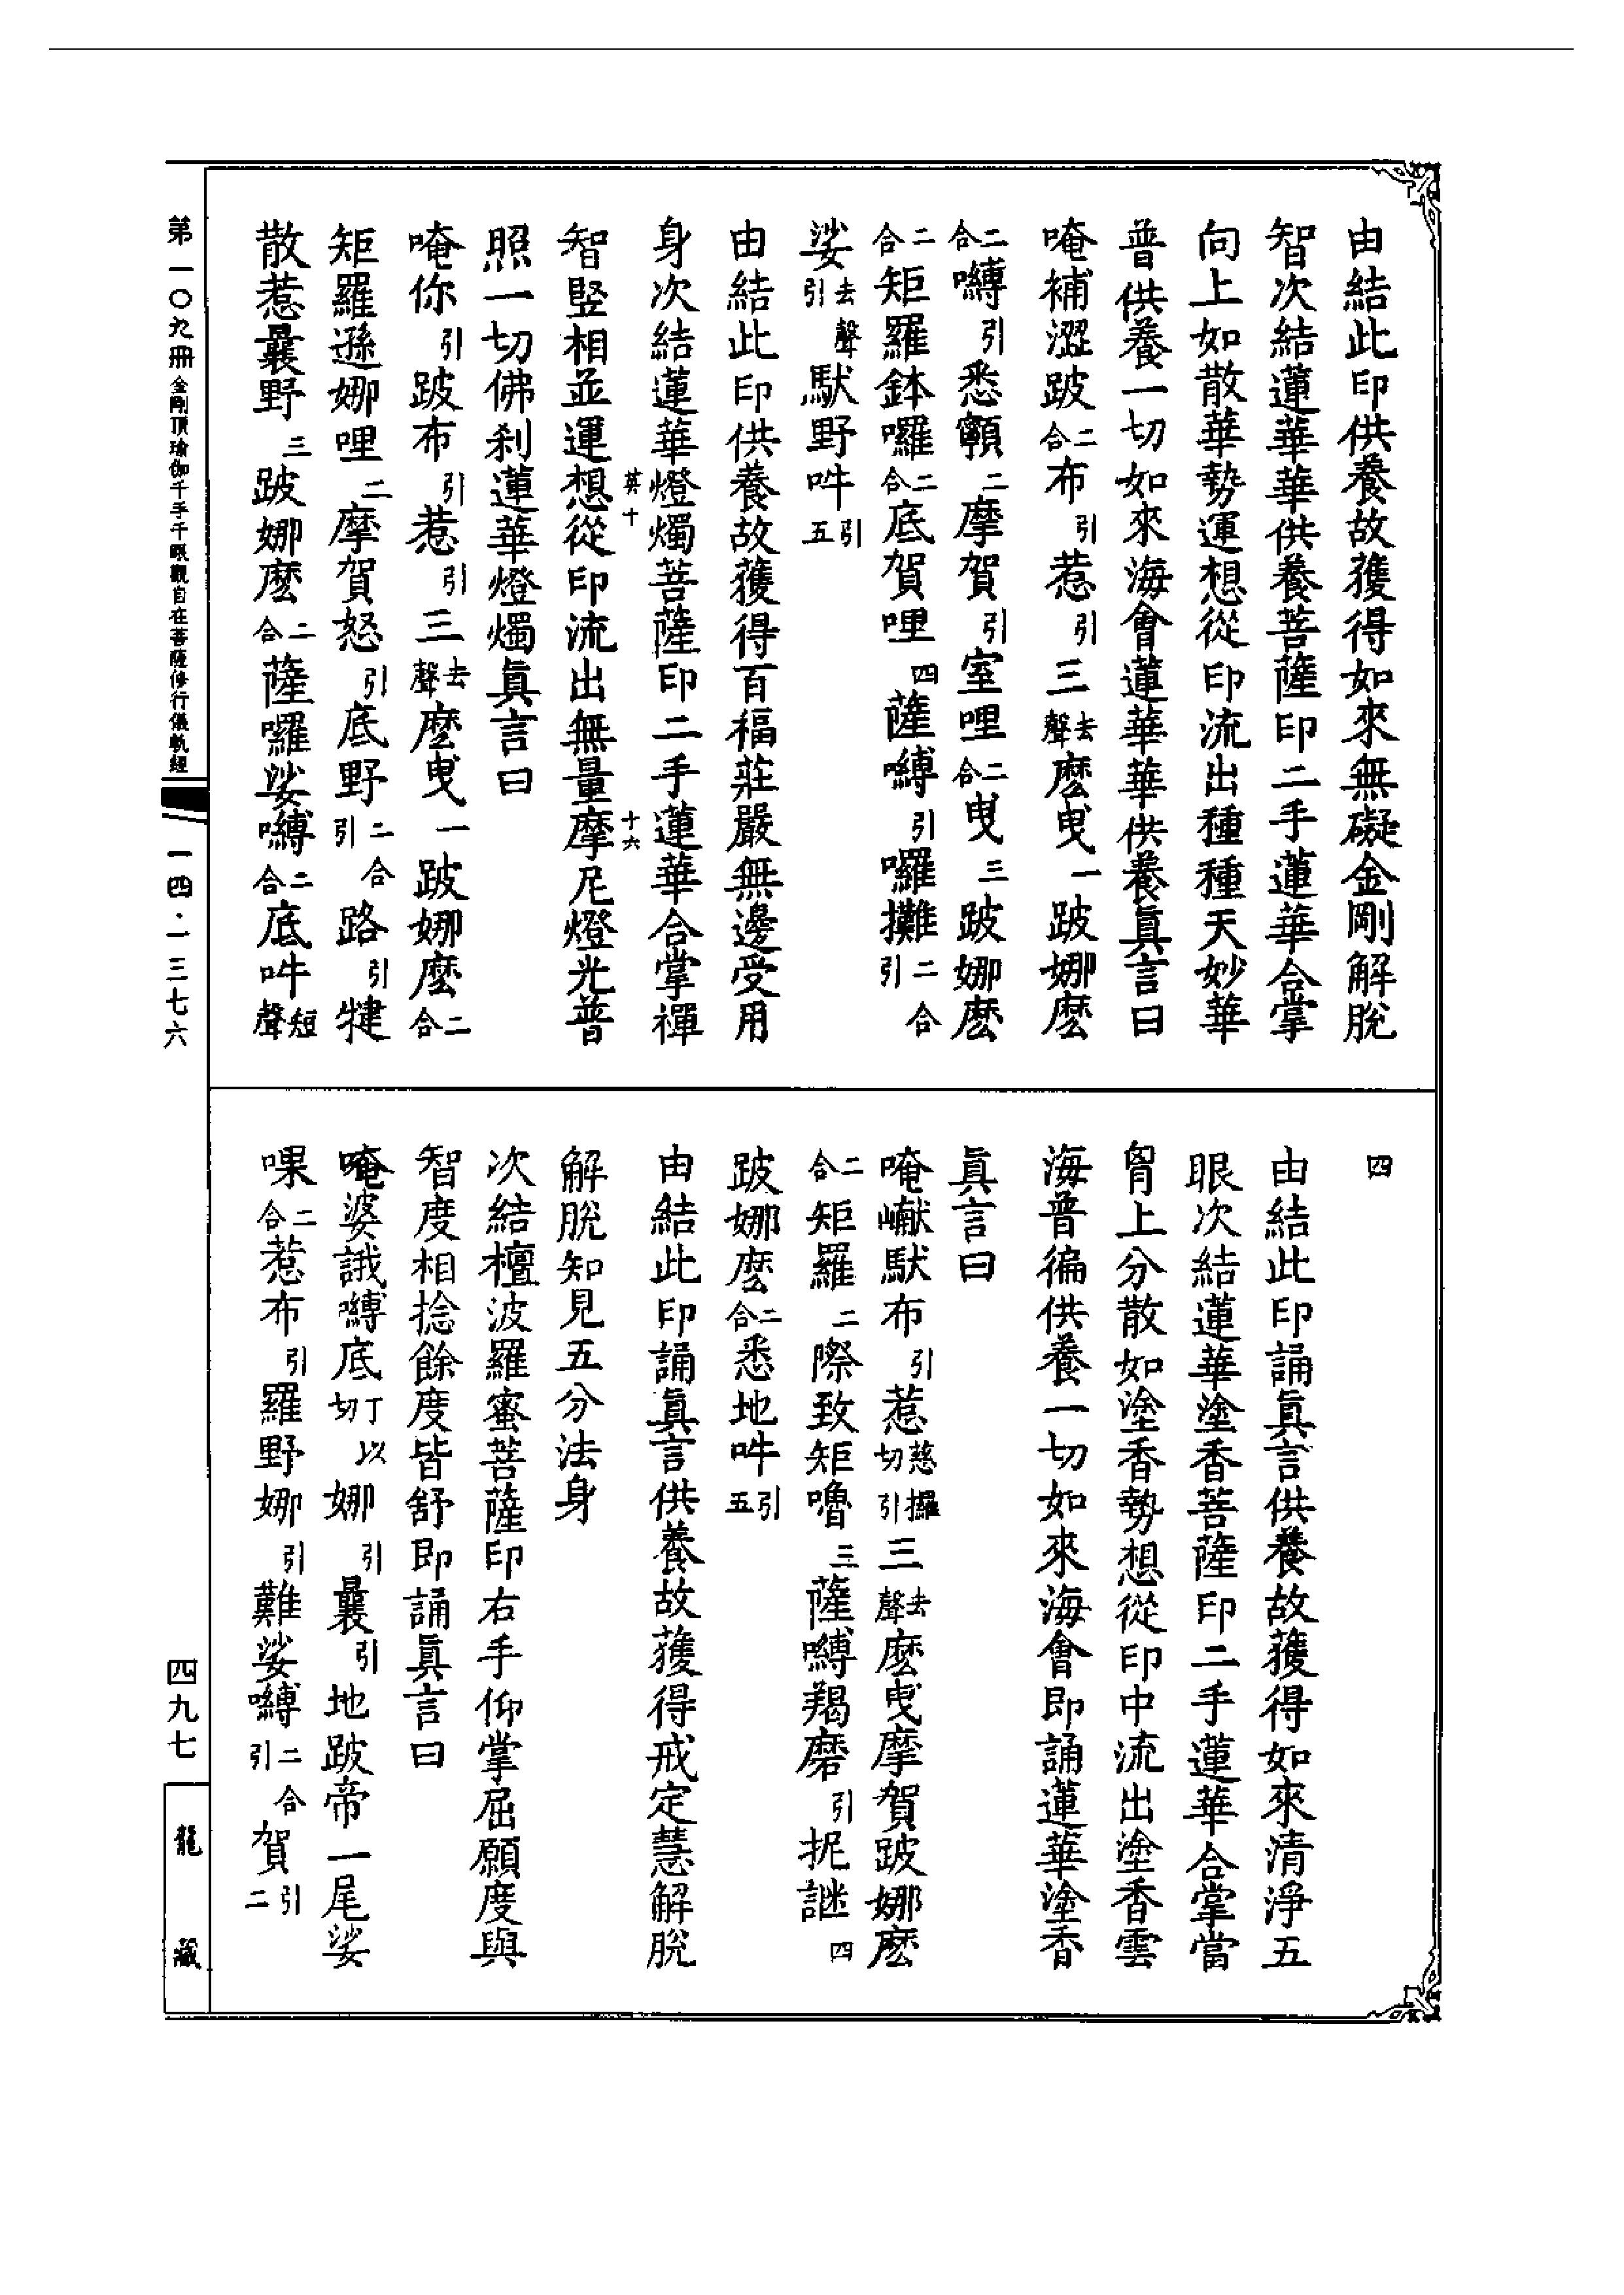 由結此印供養故獲得如來無礙金剛解脫
智次結蓮華華供養菩薩印二手蓮華合掌
向上如散華勢運想從印流出種種天妙華
普供養一切如來海會蓮華華供養眞言曰
唵補澀跛二合布引惹引三去聲麽曳一跛娜麽
二合嚩引悉䫂二摩賀引室哩二合曳三跛娜麽
二合矩羅鉢囉二合底賀哩四薩嚩引囉攤二合引
娑去聲引馱野吽引五
由結此印供養故獲得百福莊嚴無邊受用
身次結蓮華燈燭菩薩印二手蓮華合掌禪
英十 十六
智竪相並運想從印流出無量摩尼燈光普
照一切佛刹蓮華燈燭眞言曰
唵你引跛布引惹引三去聲麽曳一跛娜麽二合
矩羅遜娜哩二摩賀怒引底野二合引路引犍
散惹曩野三跛娜麽二合薩囉娑嚩二合底吽短聲
第一〇九冊 金剛頂瑜伽千手千眼觀自在菩薩修行儀軌經 一四·一三七六
四
由結此印誦眞言供養故獲得如來清淨五
眼次結蓮華塗香菩薩印二手蓮華合掌當
胷上分散如塗香勢想從印中流出塗香雲
海普徧供養一切如來海會即誦蓮華塗香
眞言曰
唵巘馱布引惹慈攞切引三去聲麽曳摩賀跛娜麽
二合矩羅二際致矩嚕三薩嚩羯磨引抳謎四
跛娜麽二合悉地吽引五
由結此印誦眞言供養故獲得戒定慧解脫
解脫知見五分法身
次結檀波羅蜜菩薩印右手仰掌屈願度與
智度相捻餘度皆舒即誦眞言曰
唵婆誐嚩底丁以切娜引曩引地跛帝一尾娑
㗚二合惹布引羅野娜引難娑嚩二合引賀引二
四九七
龍藏